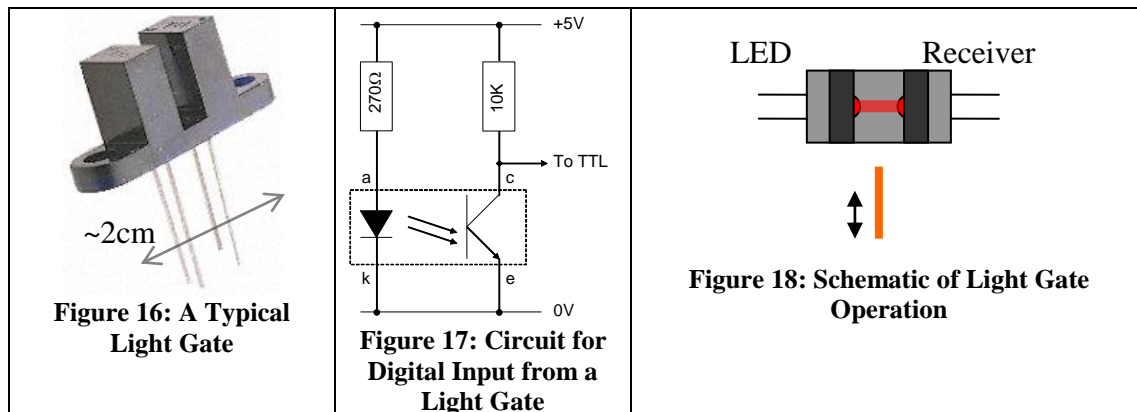 ~2cm
Figure 16: A Typical
Light Gate
+5V
270Ω
10K
To TTL
a
c
k
e
0V
Figure 17: Circuit for
Digital Input from a
Light Gate
LED
Receiver
Figure 18: Schematic of Light Gate
Operation